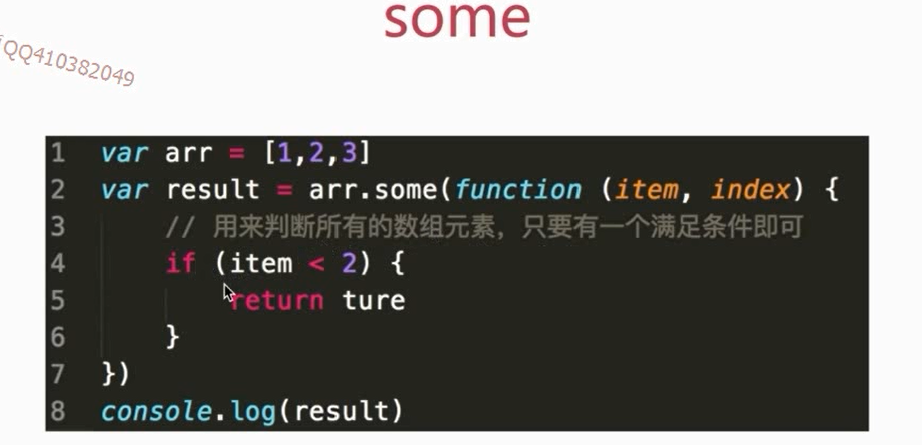 some
QQ410382049
1 var arr = [1,2,3]
2 var result = arr.some(function (item, index) {
3 // 用来判断所有的数组元素，只要有一个满足条件即可
4 if (item < 2) {
5 return ture
6 }
7 })
8 console.log(result)